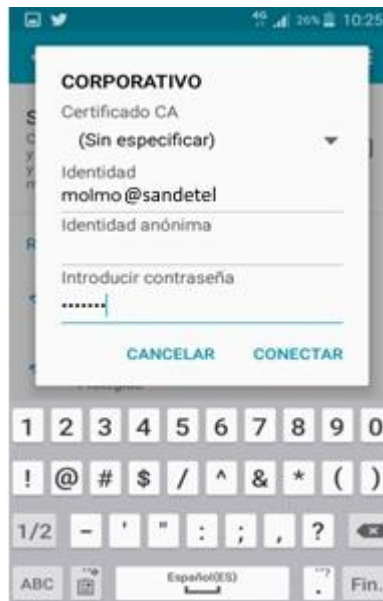 4G 26% 10:25
CORPORATIVO
Certificado CA
(Sin especificar)
Identidad
molmo@sandetel
Identidad anónima
Introducir contraseña
•••••••
CANCELAR CONECTAR
1 2 3 4 5 6 7 8 9 0
! @ # $ / ^ & * ( )
1/2 - ' " : ; , ?
ABC Español(ES) . Fin.